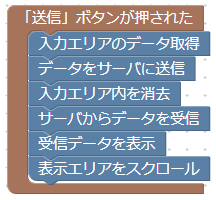 「送信」ボタンが押された
入力エリアのデータ取得
データをサーバに送信
入力エリア内を消去
サーバからデータを受信
受信データを表示
表示エリアをスクロール